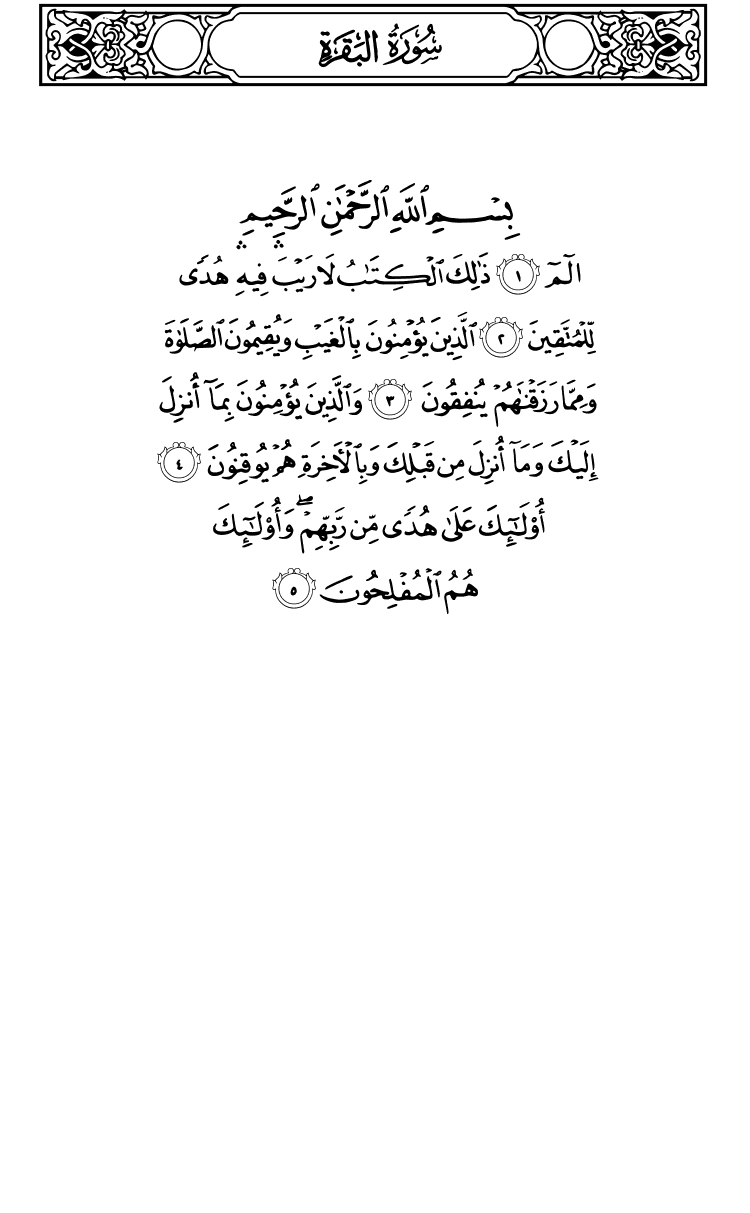 سُورَةُ البَقَرَةِ
بِسۡمِ ٱللَّهِ ٱلرَّحۡمَٰنِ ٱلرَّحِيمِ
الٓمٓ ١ ذَٰلِكَ ٱلۡكِتَٰبُ لَا رَيۡبَۛ فِيهِۛ هُدٗى
لِّلۡمُتَّقِينَ ٢ ٱلَّذِينَ يُؤۡمِنُونَ بِٱلۡغَيۡبِ وَيُقِيمُونَ ٱلصَّلَوٰةَ
وَمِمَّا رَزَقۡنَٰهُمۡ يُنفِقُونَ ٣ وَٱلَّذِينَ يُؤۡمِنُونَ بِمَآ أُنزِلَ
إِلَيۡكَ وَمَآ أُنزِلَ مِن قَبۡلِكَ وَبِٱلۡأٓخِرَةِ هُمۡ يُوقِنُونَ ٤
أُوْلَٰٓئِكَ عَلَىٰ هُدٗى مِّن رَّبِّهِمۡۖ وَأُوْلَٰٓئِكَ
هُمُ ٱلۡمُفۡلِحُونَ ٥